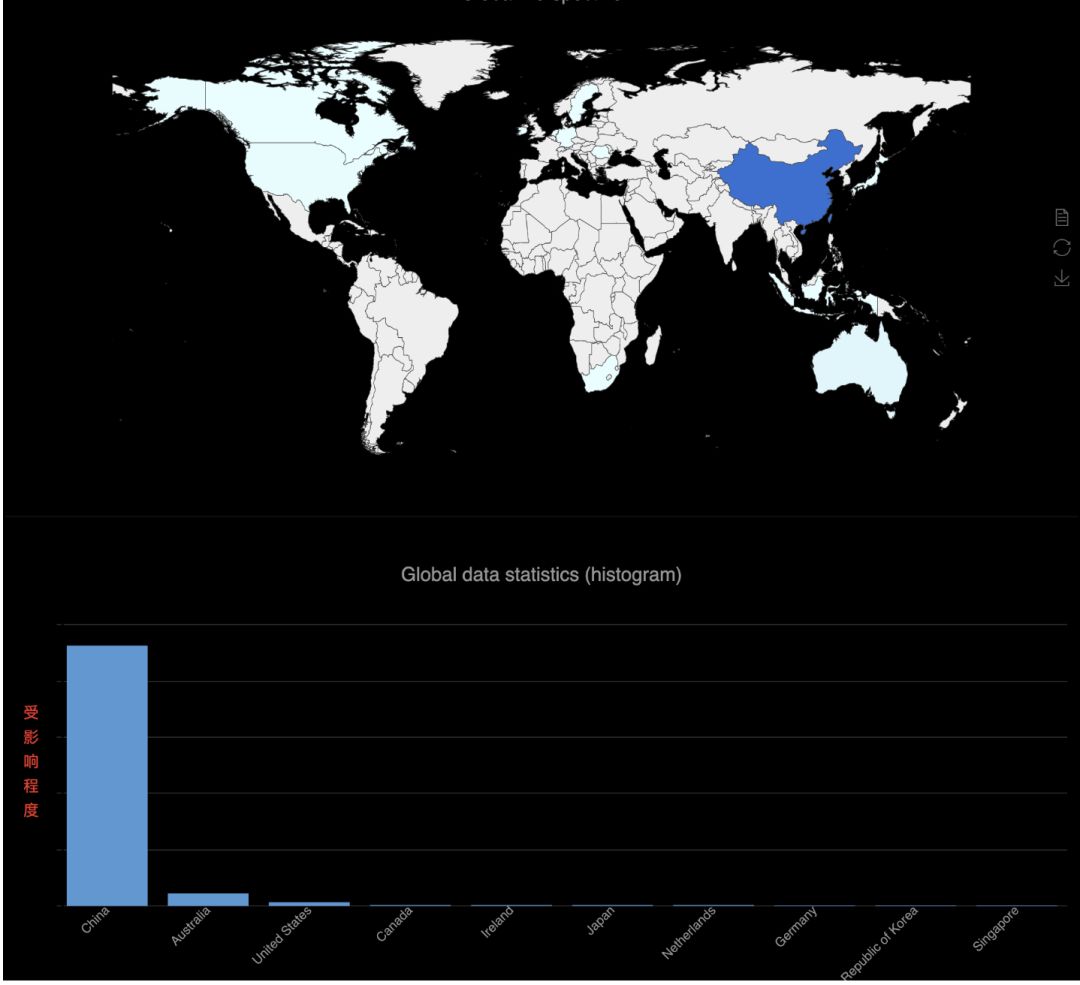 Global data statistics (histogram)
受影响程度
China
Australia
United States
Canada
Ireland
Japan
Netherlands
Germany
Republic of Korea
Singapore